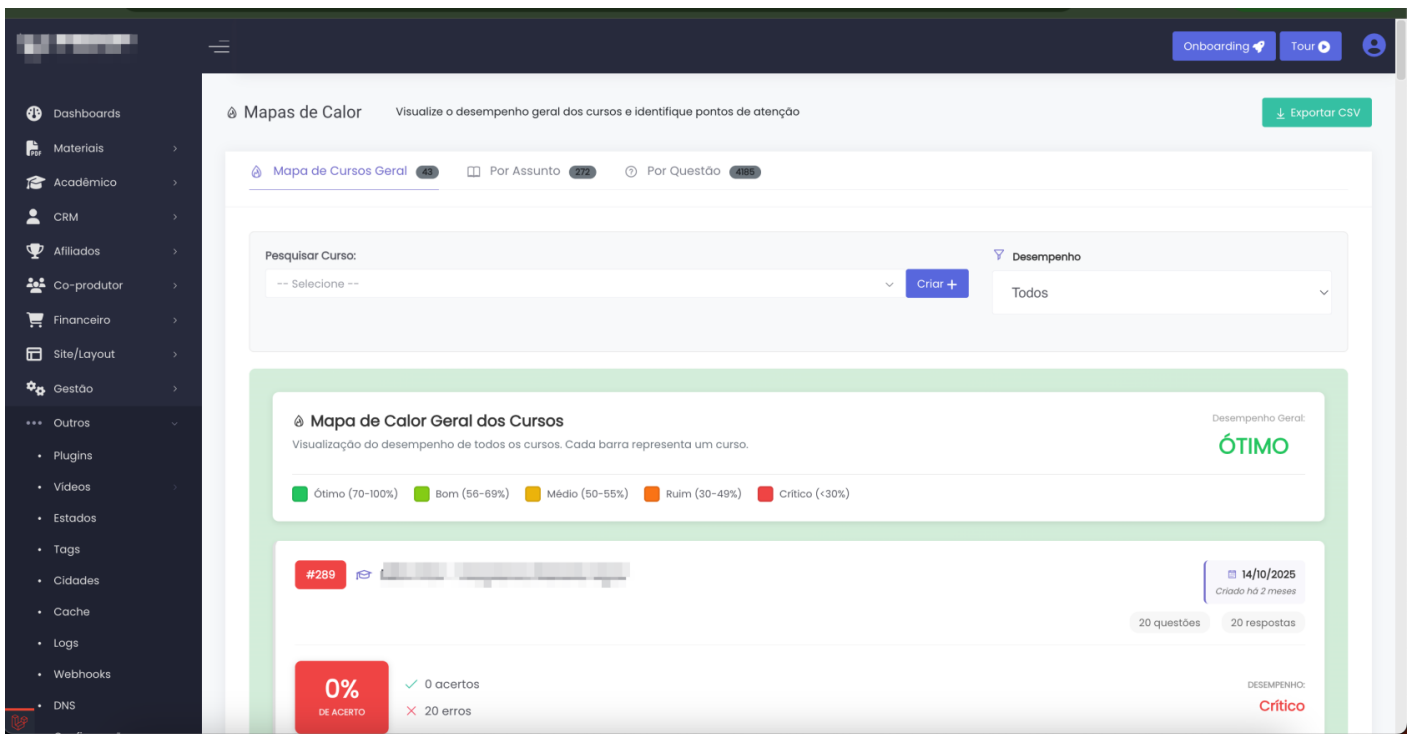 Onboarding Tour
Dashboards
Materiais
Acadêmico
CRM
Afiliados
Co-produtor
Financeiro
Site/Layout
Gestão
Outros
Plugins
Vídeos
Estados
Tags
Cidades
Cache
Logs
Webhooks
DNS
Mapas de Calor Visualize o desempenho geral dos cursos e identifique pontos de atenção Exportar CSV
Mapa de Cursos Geral 43 Por Assunto 272 Por Questão 4185
Pesquisar Curso: Desempenho
-- Selecione -- Criar + Todos
Mapa de Calor Geral dos Cursos Desempenho Geral:
Visualização do desempenho de todos os cursos. Cada barra representa um curso. ÓTIMO
Ótimo (70-100%) Bom (56-69%) Médio (50-55%) Ruim (30-49%) Crítico (<30%)
#289 14/10/2025
Criado há 2 meses
20 questões 20 respostas
0% 0 acertos DESEMPENHO:
DE ACERTO 20 erros Crítico